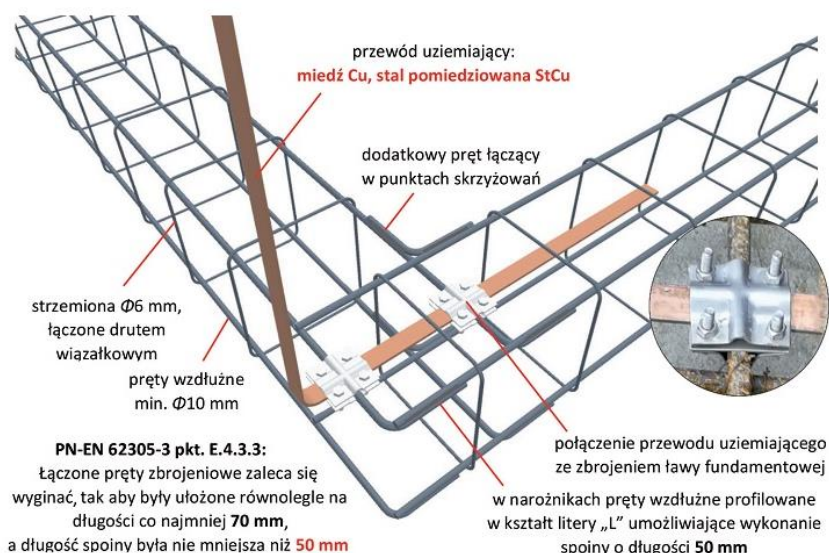 przewód uziemiający:
miedź Cu, stal pomiedziowana StCu
dodatkowy pręt łączący
w punktach skrzyżowań
strzemiona Φ6 mm,
łączone drutem
wiązałkowym
pręty wzdłużne
min. Φ10 mm
PN-EN 62305-3 pkt. E.4.3.3:
Łączone pręty zbrojeniowe zaleca się
wyginać, tak aby były ułożone równolegle na
długości co najmniej 70 mm,
a długość spoiny była nie mniejsza niż 50 mm
połączenie przewodu uziemiającego
ze zbrojeniem ławy fundamentowej
w narożnikach pręty wzdłużne profilowane
w kształt litery „L” umożliwiające wykonanie
spoiny o długości 50 mm